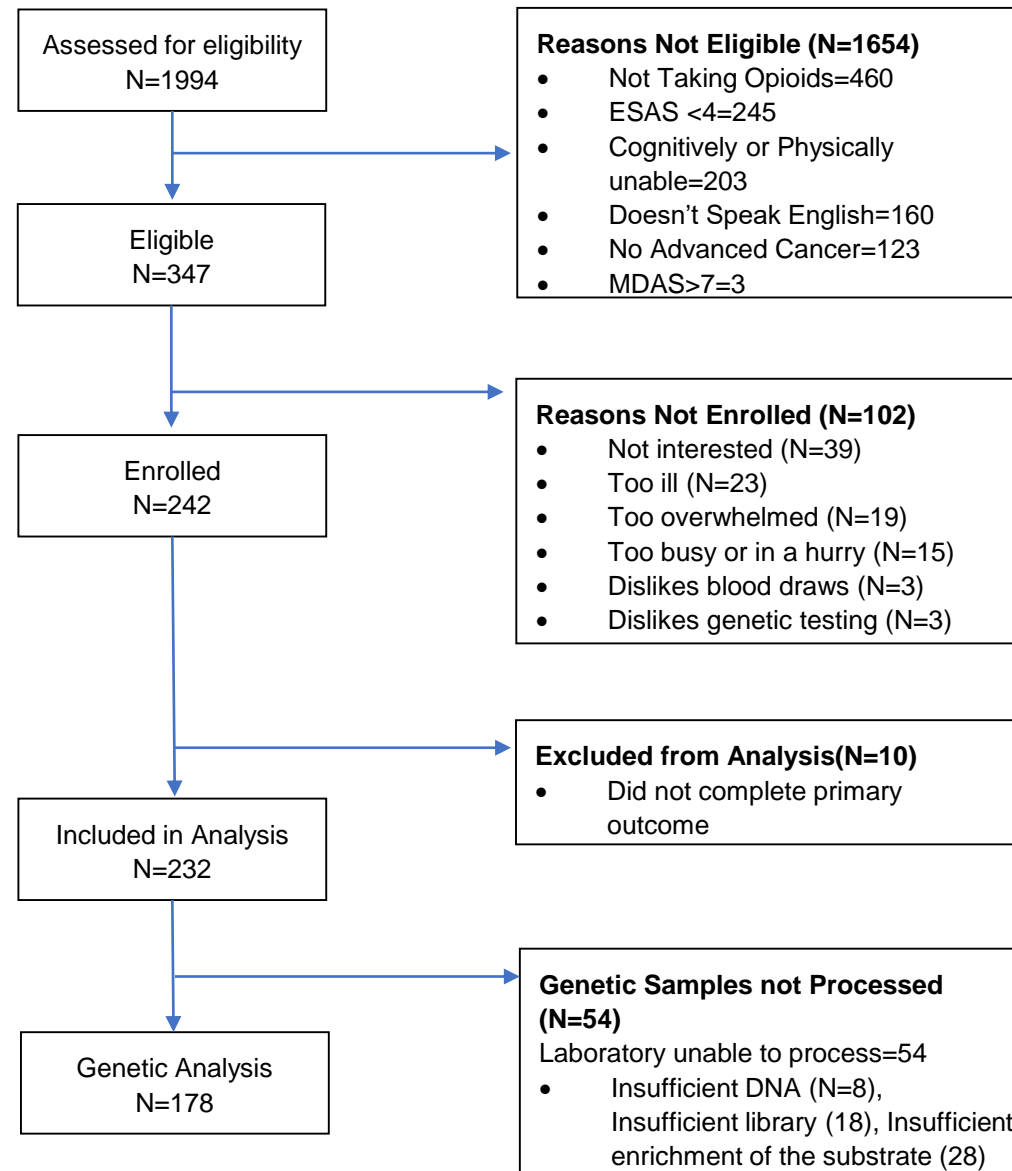 Assessed for eligibility
N=1994
Reasons Not Eligible (N=1654)
• Not Taking Opioids=460
• ESAS <4=245
• Cognitively or Physically
unable=203
• Doesn’t Speak English=160
• No Advanced Cancer=123
• MDAS>7=3
Eligible
N=347
Reasons Not Enrolled (N=102)
• Not interested (N=39)
• Too ill (N=23)
• Too overwhelmed (N=19)
• Too busy or in a hurry (N=15)
• Dislikes blood draws (N=3)
• Dislikes genetic testing (N=3)
Enrolled
N=242
Excluded from Analysis(N=10)
• Did not complete primary
outcome
Included in Analysis
N=232
Genetic Samples not Processed
(N=54)
Laboratory unable to process=54
• Insufficient DNA (N=8),
Insufficient library (18), Insufficient
enrichment of the substrate (28)
Genetic Analysis
N=178